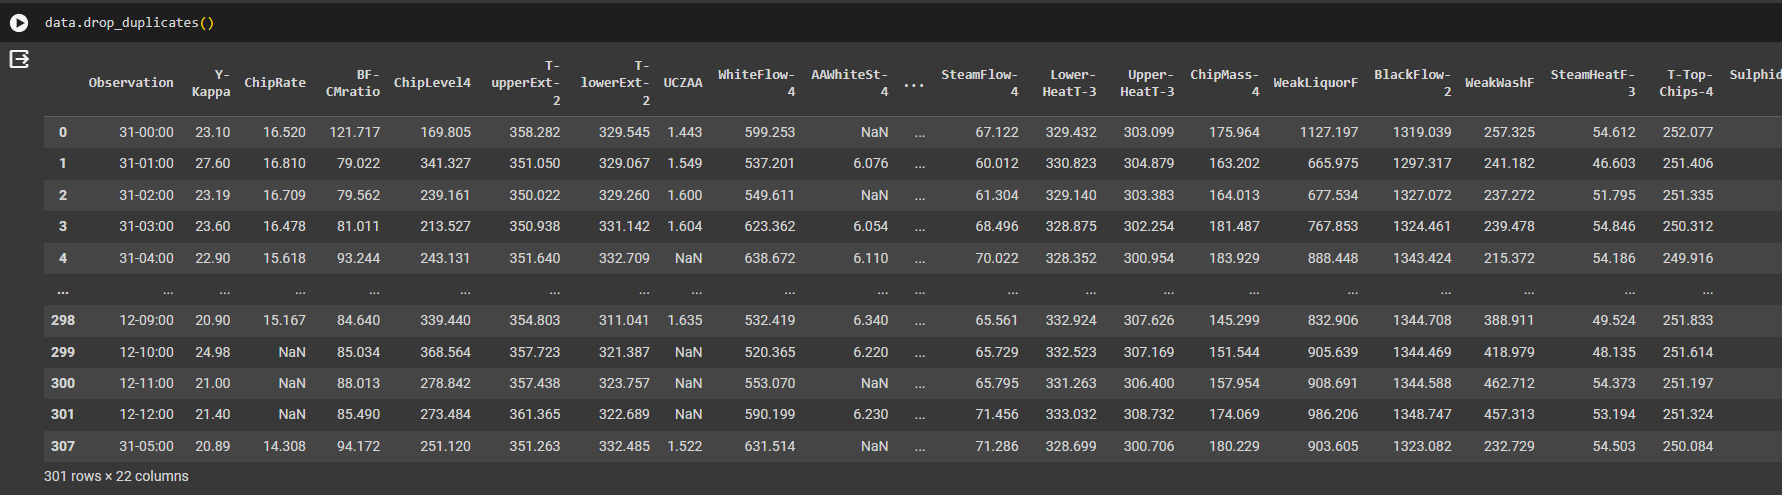 data.drop_duplicates()
Observation Y-Kappa ChipRate BF-CMratio ChipLevel4 T-upperExt-2 T-lowerExt-2 UCZAA WhiteFlow-4 AAWhiteSt-4 ... SteamFlow-4 Lower-HeatT-3 Upper-HeatT-3 ChipMass-4 WeakLiquorF BlackFlow-2 WeakWashF SteamHeatF-3 T-Top-Chips-4 Sulphid
0 31-00:00 23.10 16.520 121.717 169.805 358.282 329.545 1.443 599.253 NaN ... 67.122 329.432 303.099 175.964 1127.197 1319.039 257.325 54.612 252.077
1 31-01:00 27.60 16.810 79.022 341.327 351.050 329.067 1.549 537.201 6.076 ... 60.012 330.823 304.879 163.202 665.975 1297.317 241.182 46.603 251.406
2 31-02:00 23.19 16.709 79.562 239.161 350.022 329.260 1.600 549.611 NaN ... 61.304 329.140 303.383 164.013 677.534 1327.072 237.272 51.795 251.335
3 31-03:00 23.60 16.478 81.011 213.527 350.938 331.142 1.604 623.362 6.054 ... 68.496 328.875 302.254 181.487 767.853 1324.461 239.478 54.846 250.312
4 31-04:00 22.90 15.618 93.244 243.131 351.640 332.709 NaN 638.672 6.110 ... 70.022 328.352 300.954 183.929 888.448 1343.424 215.372 54.186 249.916
... ... ... ... ... ... ... ... ... ... ... ... ... ... ... ... ... ... ... ... ...
298 12-09:00 20.90 15.167 84.640 339.440 354.803 311.041 1.635 532.419 6.340 ... 65.561 332.924 307.626 145.299 832.906 1344.708 388.911 49.524 251.833
299 12-10:00 24.98 NaN 85.034 368.564 357.723 321.387 NaN 520.365 6.220 ... 65.729 332.523 307.169 151.544 905.639 1344.469 418.979 48.135 251.614
300 12-11:00 21.00 NaN 88.013 278.842 357.438 323.757 NaN 553.070 NaN ... 65.795 331.263 306.400 157.954 908.691 1344.588 462.712 54.373 251.197
301 12-12:00 21.40 NaN 85.490 273.484 361.365 322.689 NaN 590.199 6.230 ... 71.456 333.032 308.732 174.069 986.206 1348.747 457.313 53.194 251.324
307 31-05:00 20.89 14.308 94.172 251.120 351.263 332.485 1.522 631.514 NaN ... 71.286 328.699 300.706 180.229 903.605 1323.082 232.729 54.503 250.084
301 rows × 22 columns